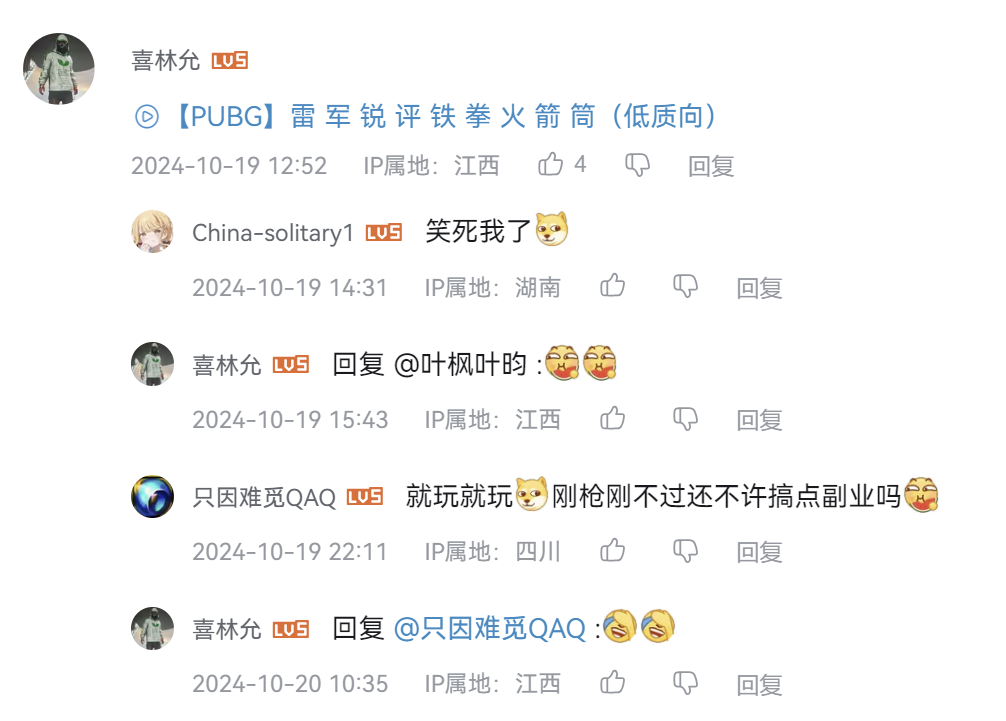 喜林允 LV5
【PUBG】雷 军 锐 评 铁 拳 火 箭 筒（低质向）
2024-10-19 12:52 IP属地：江西 4 回复
China-solitary1 LV5 笑死我了
2024-10-19 14:31 IP属地：湖南 回复
喜林允 LV5 回复 @叶枫叶昀 :
2024-10-19 15:43 IP属地：江西 回复
只因难觅QAQ LV5 就玩就玩刚枪刚不过还不许搞点副业吗
2024-10-19 22:11 IP属地：四川 回复
喜林允 LV5 回复 @只因难觅QAQ :
2024-10-20 10:35 IP属地：江西 回复